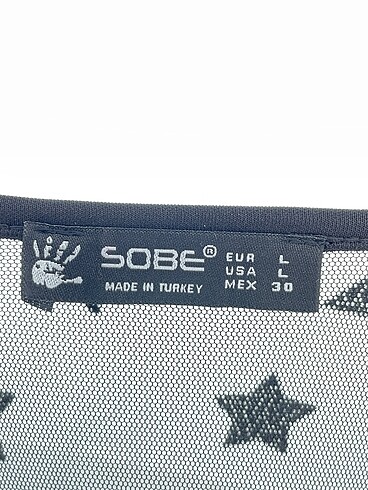 SOBE®
MADE IN TURKEY
EUR L
USA L
MEX 30